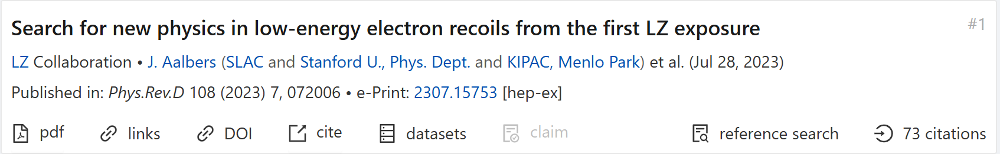 Search for new physics in low-energy electron recoils from the first LZ exposure #1
LZ Collaboration • J. Aalbers (SLAC and Stanford U., Phys. Dept. and KIPAC, Menlo Park) et al. (Jul 28, 2023)
Published in: Phys.Rev.D 108 (2023) 7, 072006 • e-Print: 2307.15753 [hep-ex]
pdf links DOI cite datasets claim reference search 73 citations